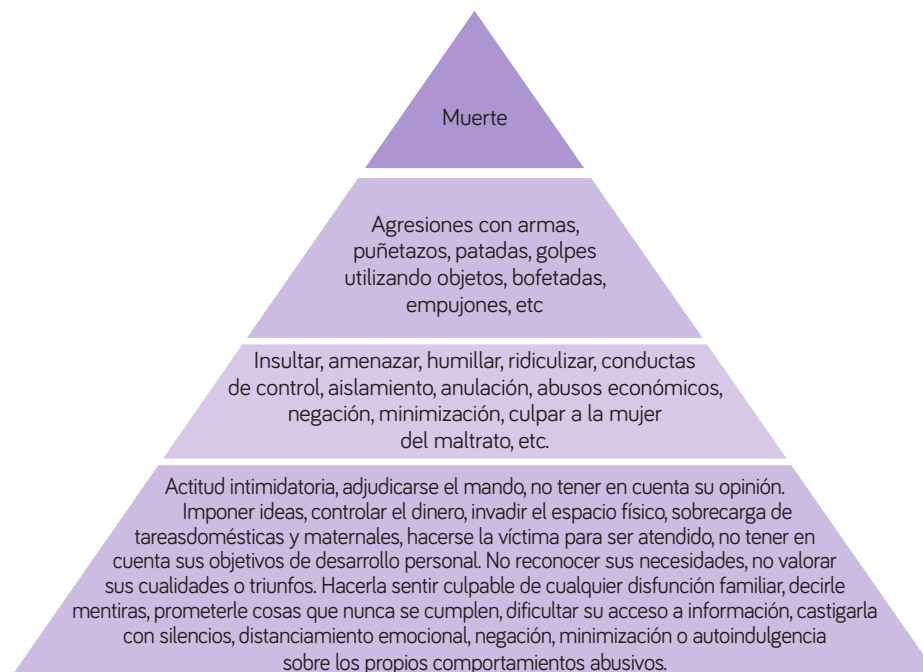 Muerte
Agresiones con armas,
puñetazos, patadas, golpes
utilizando objetos, bofetadas,
empujones, etc
Insultar, amenazar, humillar, ridiculizar, conductas
de control, aislamiento, anulación, abusos económicos,
negación, minimización, culpar a la mujer
del maltrato, etc.
Actitud intimidatoria, adjudicarse el mando, no tener en cuenta su opinión.
Imponer ideas, controlar el dinero, invadir el espacio físico, sobrecarga de
tareasdomésticas y maternales, hacerse la víctima para ser atendido, no tener en
cuenta sus objetivos de desarrollo personal. No reconocer sus necesidades, no valorar
sus cualidades o triunfos. Hacerla sentir culpable de cualquier disfunción familiar, decirle
mentiras, prometerle cosas que nunca se cumplen, dificultar su acceso a información, castigarla
con silencios, distanciamiento emocional, negación, minimización o autoindulgencia
sobre los propios comportamientos abusivos.